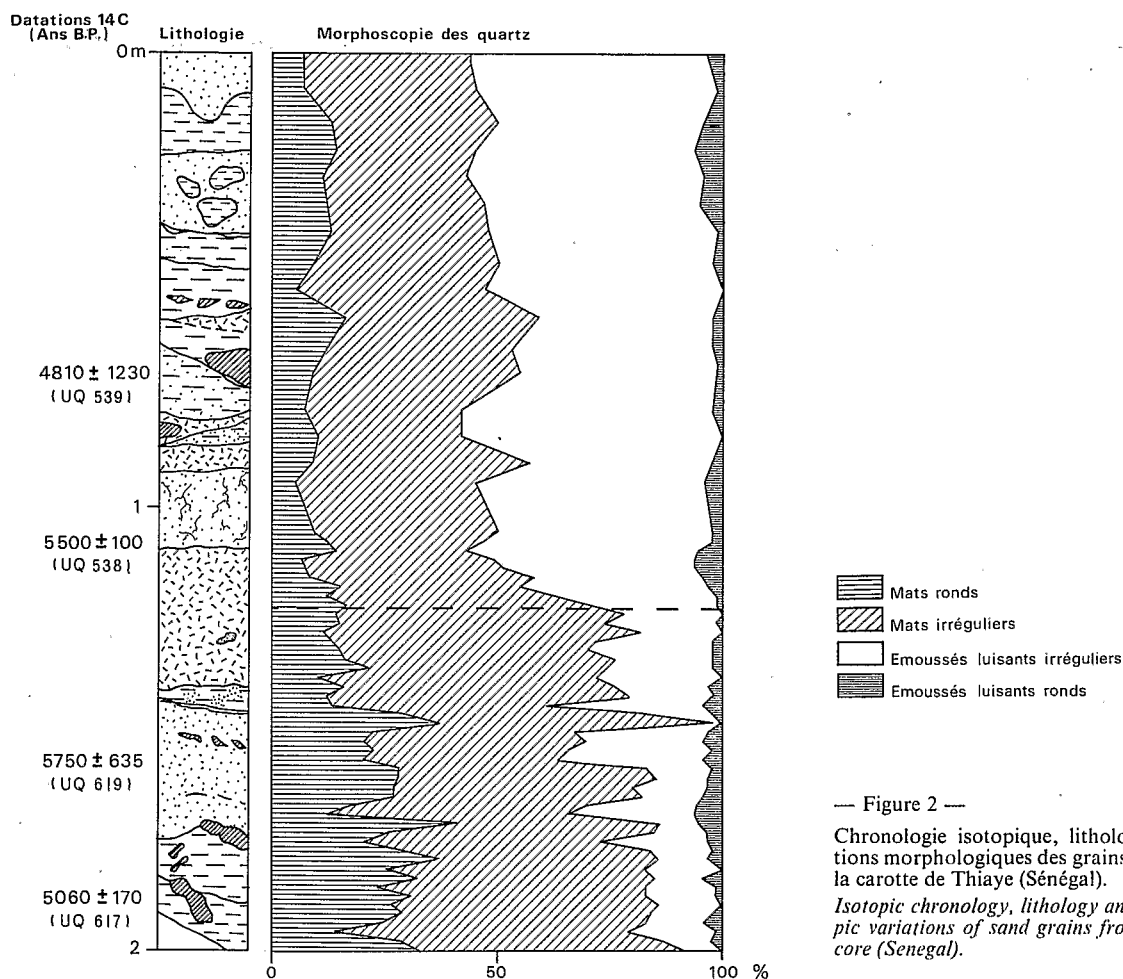 Datations 14C
(Ans B.P.)
Lithologie
Morphoscopie des quartz
0m
4810 ± 1230
(UQ 539)
1
5500 ± 100
(UQ 538)
5750 ± 635
(UQ 619)
5060 ± 170
(UQ 617)
2
0
50
100 %
Mats ronds
Mats irréguliers
Emoussés luisants irréguliers
Emoussés luisants ronds
— Figure 2 —
Chronologie isotopique, litholo
tions morphologiques des grains
la carotte de Thiaye (Sénégal).
Isotopic chronology, lithology an
pic variations of sand grains fro
core (Senegal).